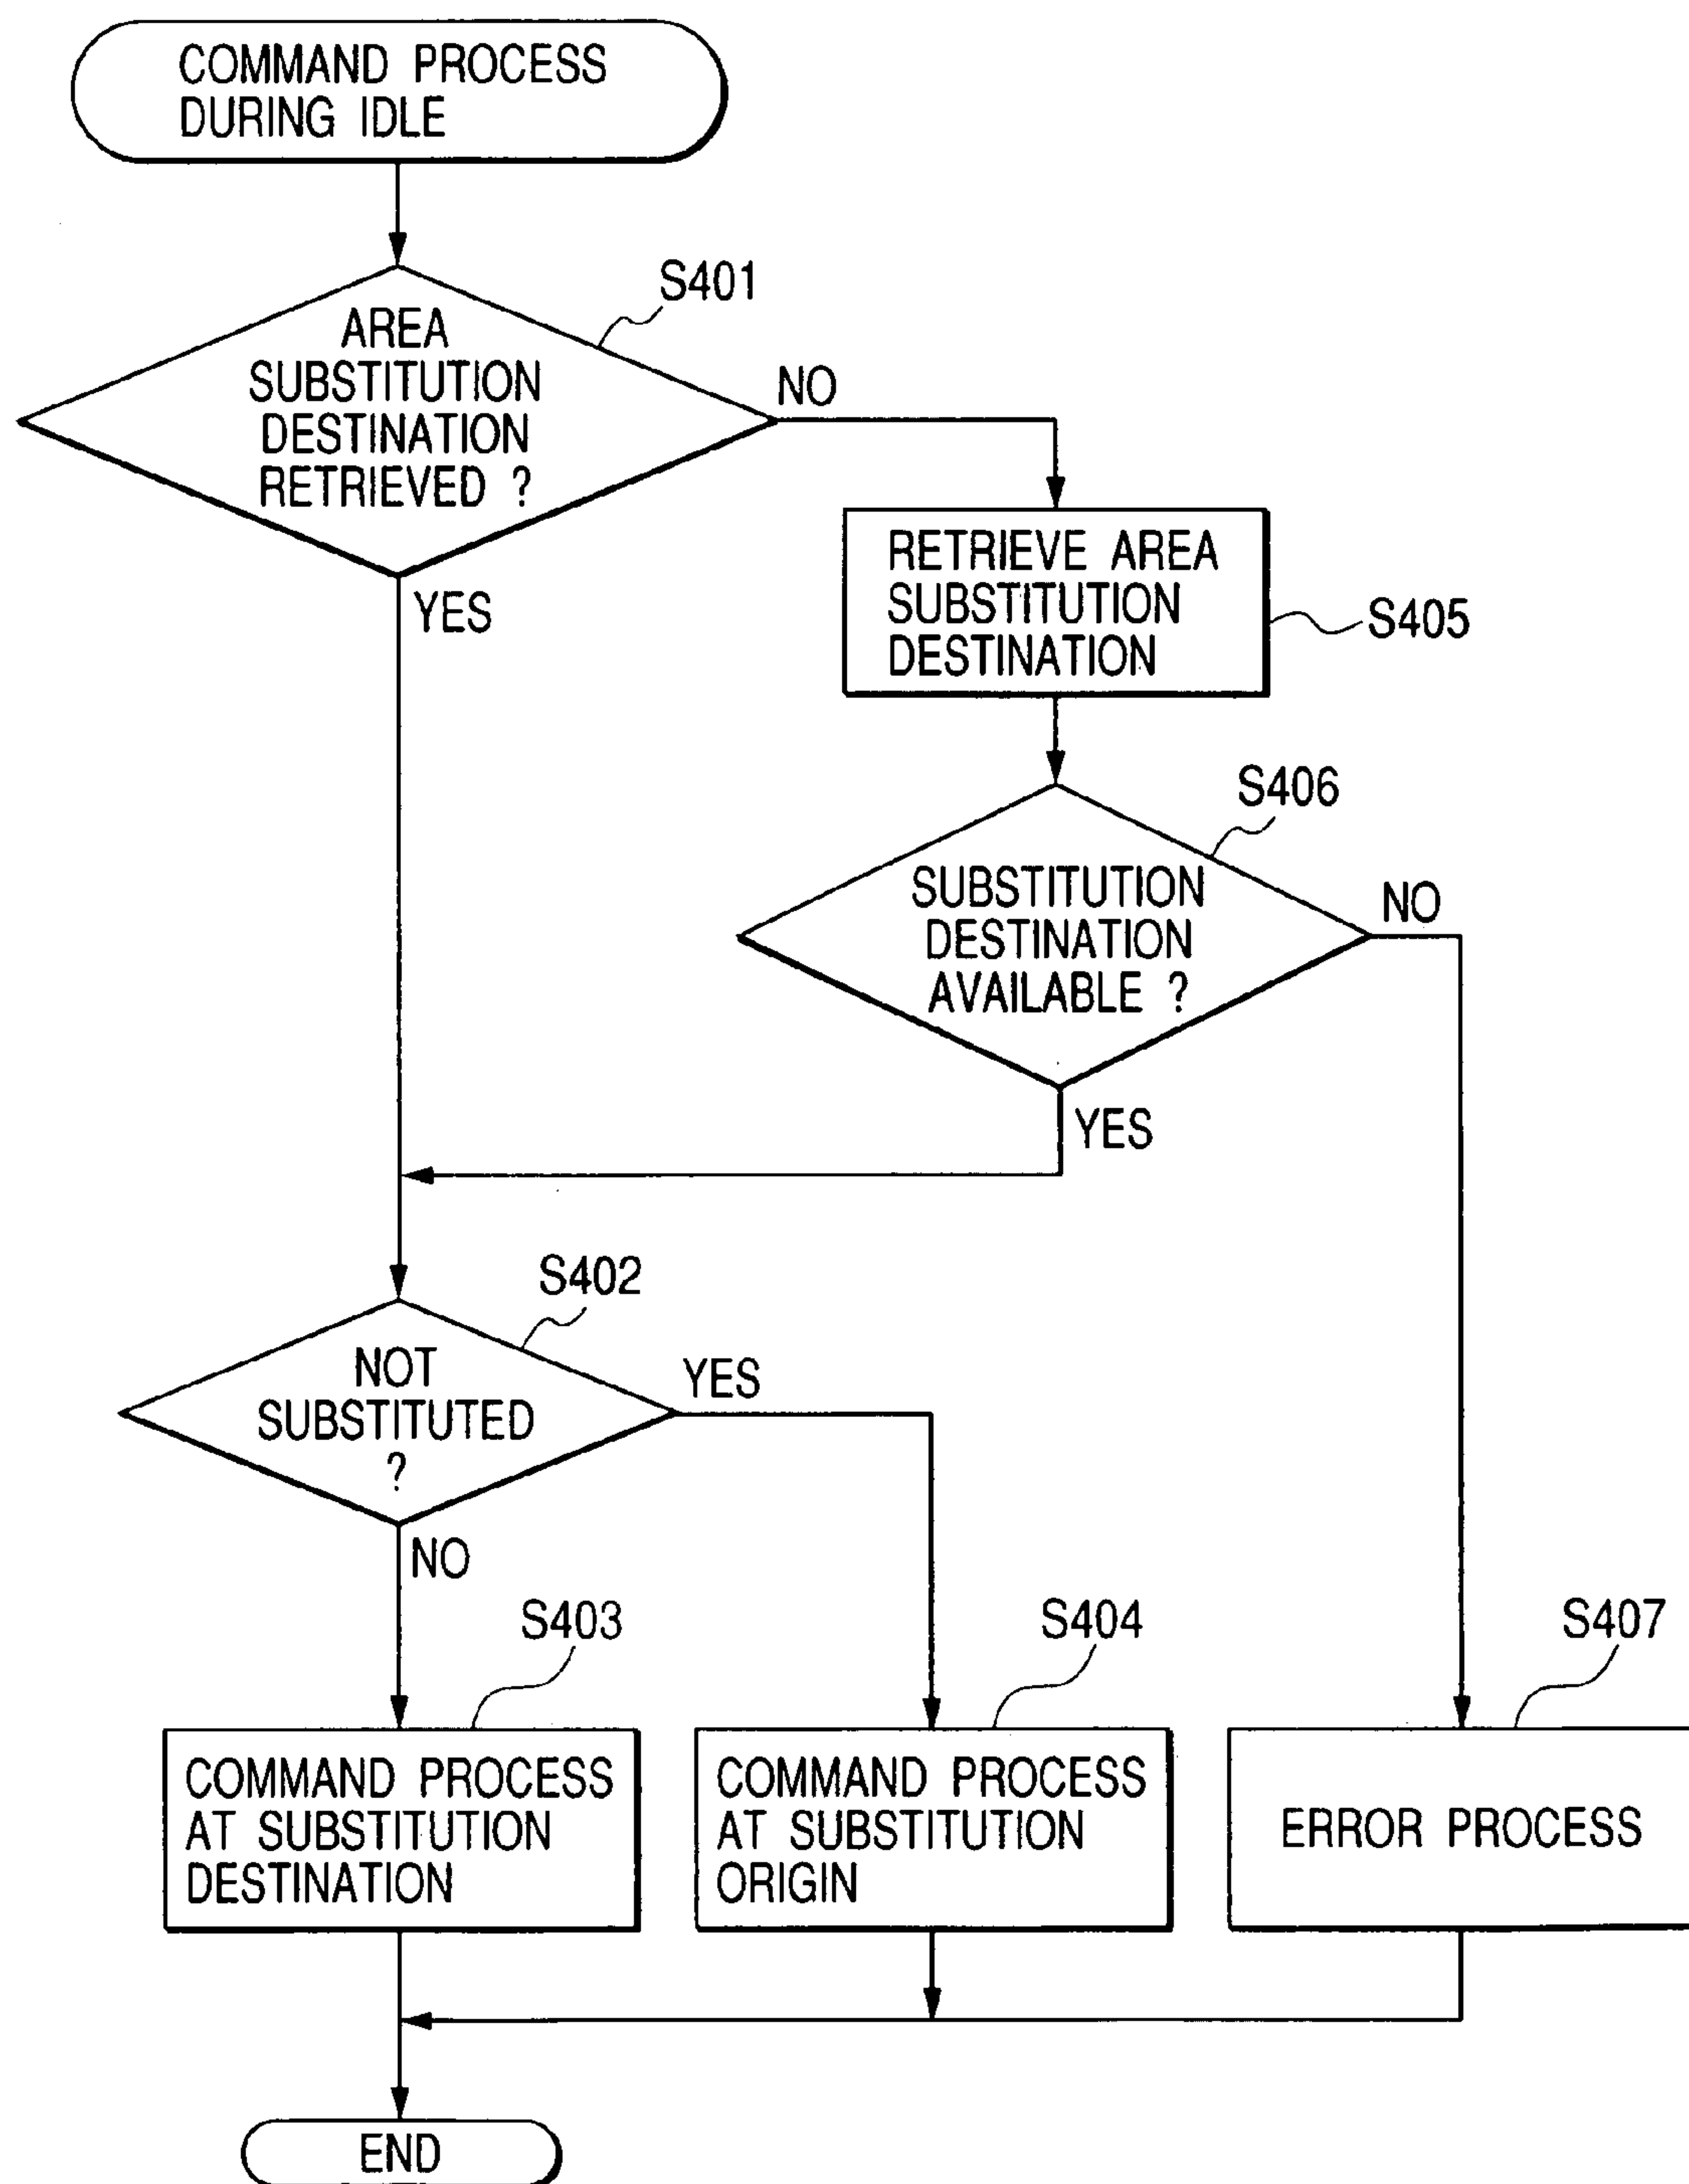 COMMAND PROCESS
DURING IDLE
S401
AREA
SUBSTITUTION
DESTINATION
RETRIEVED ?
NO
YES
RETRIEVE AREA
SUBSTITUTION
DESTINATION
S405
S406
SUBSTITUTION
DESTINATION
AVAILABLE ?
NO
YES
S402
NOT
SUBSTITUTED
?
YES
NO
S403
COMMAND PROCESS
AT SUBSTITUTION
DESTINATION
S404
COMMAND PROCESS
AT SUBSTITUTION
ORIGIN
S407
ERROR PROCESS
END